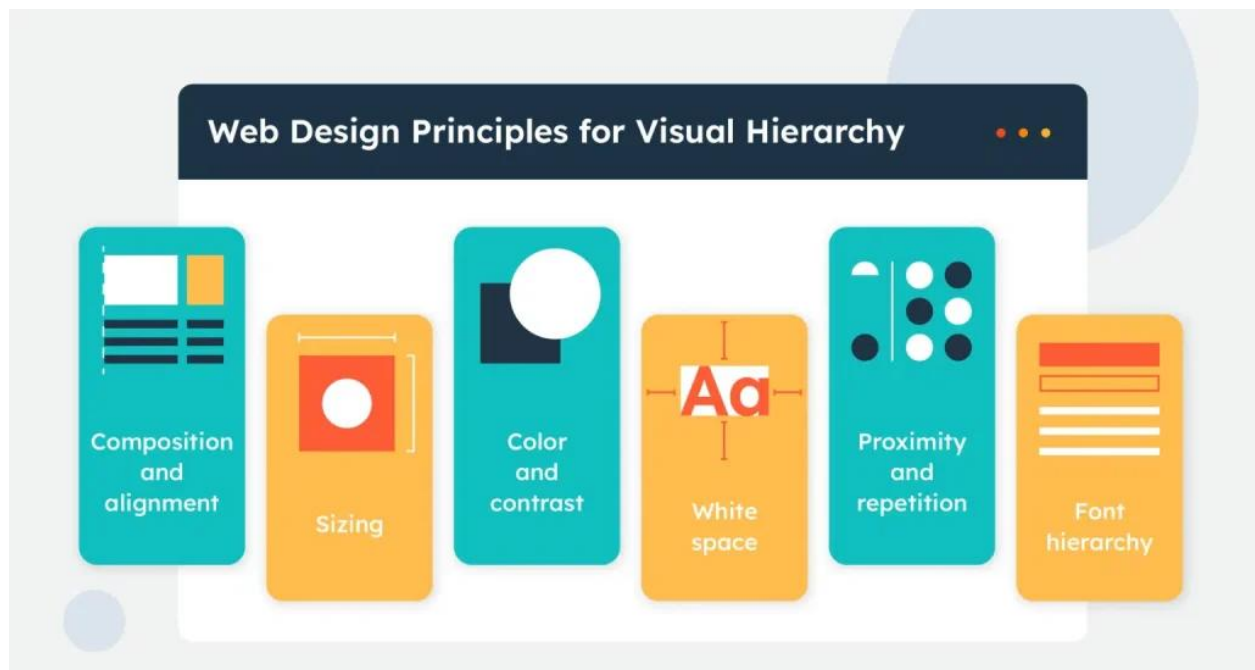 Web Design Principles for Visual Hierarchy
Composition
and
alignment
Sizing
Color
and
contrast
Aa
White
space
Proximity
and
repetition
Font
hierarchy